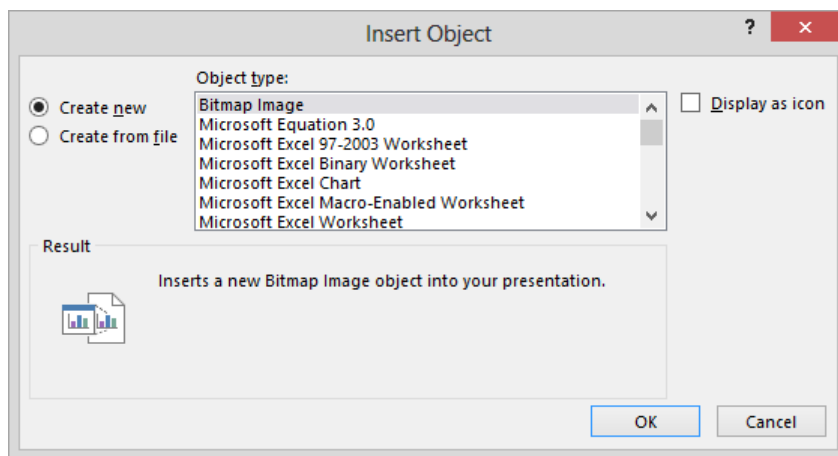 Insert Object
? ×
Object type:
Create new
Create from file
Bitmap Image
Microsoft Equation 3.0
Microsoft Excel 97-2003 Worksheet
Microsoft Excel Binary Worksheet
Microsoft Excel Chart
Microsoft Excel Macro-Enabled Worksheet
Microsoft Excel Worksheet
Display as icon
Result
Inserts a new Bitmap Image object into your presentation.
OK
Cancel